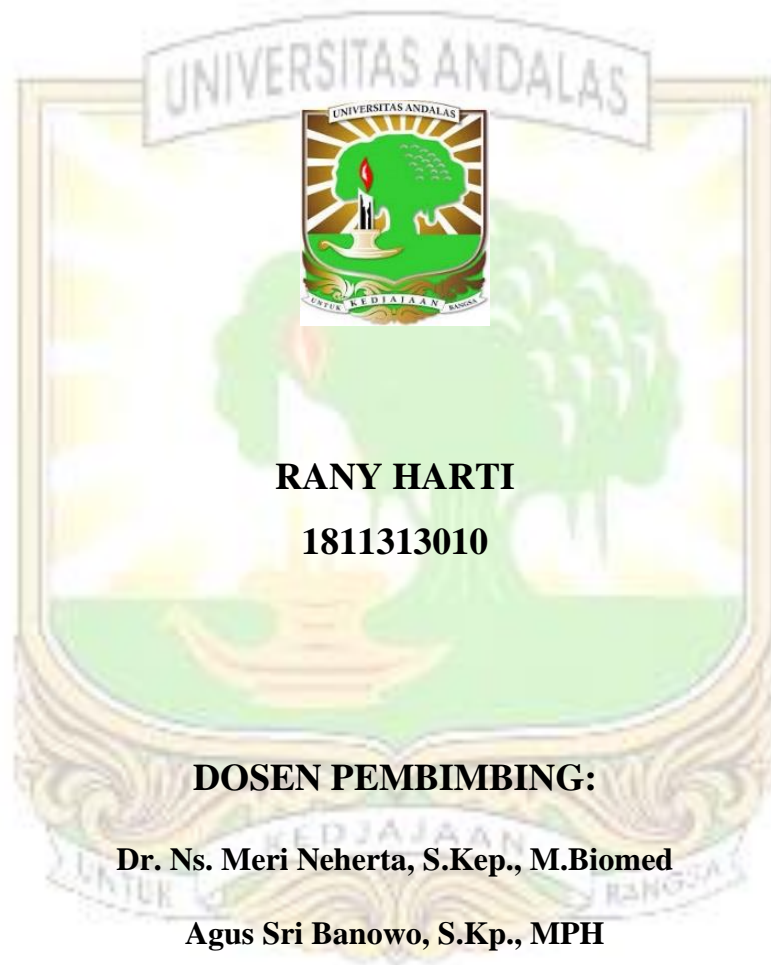 UNIVERSITAS ANDALAS
UNIVERSITAS ANDALAS
UNTUK KEDJAJAAN BANGSA
RANY HARTI
1811313010
DOSEN PEMBIMBING:
Dr. Ns. Meri Neherta, S.Kep., M.Biomed
UNTUK KEDJAJAAN BANGSA
Agus Sri Banowo, S.Kp., MPH